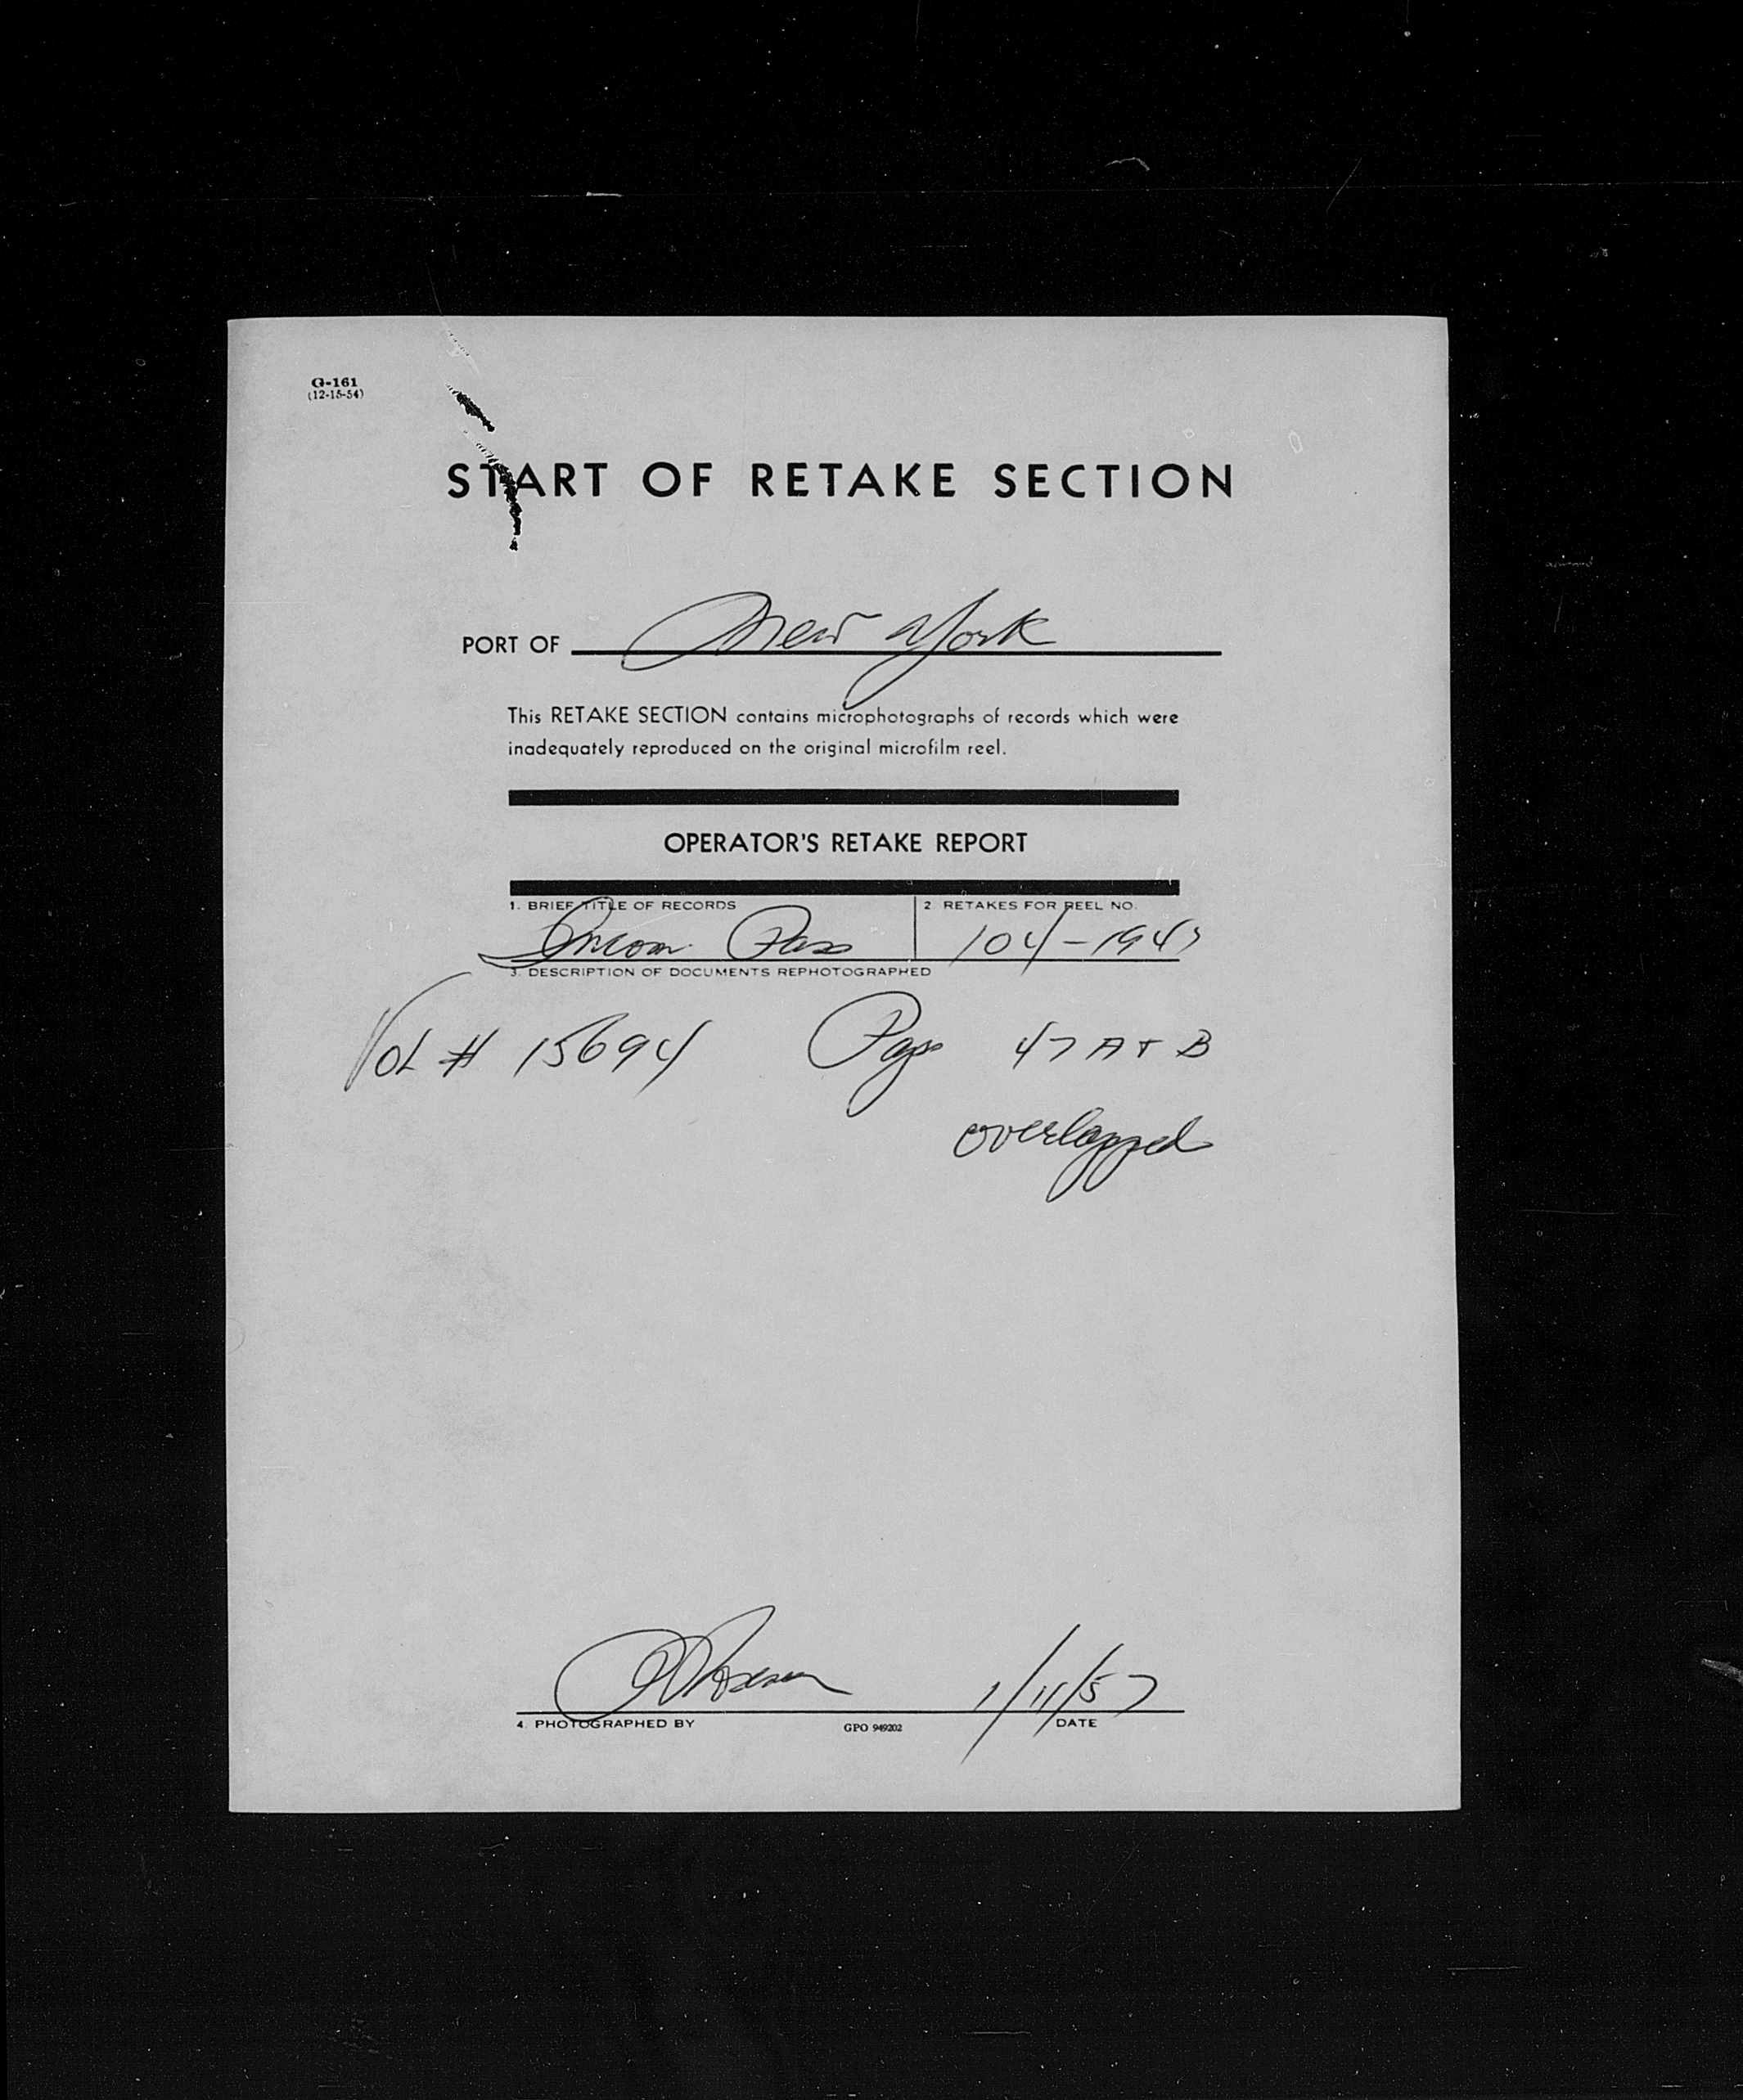 G-161
(12-15-54)
START OF RETAKE SECTION
PORT OF New York
This RETAKE SECTION contains microphotographs of records which were
inadequately reproduced on the original microfilm reel.
OPERATOR'S RETAKE REPORT
1. BRIEF TITLE OF RECORDS 2. RETAKES FOR REEL NO.
Incom. Pass 104-194
3. DESCRIPTION OF DOCUMENTS REPHOTOGRAPHED
Vol # 15694 Page 47 A + B
overlapped
1/11/57
4. PHOTOGRAPHED BY GPO 949202 DATE